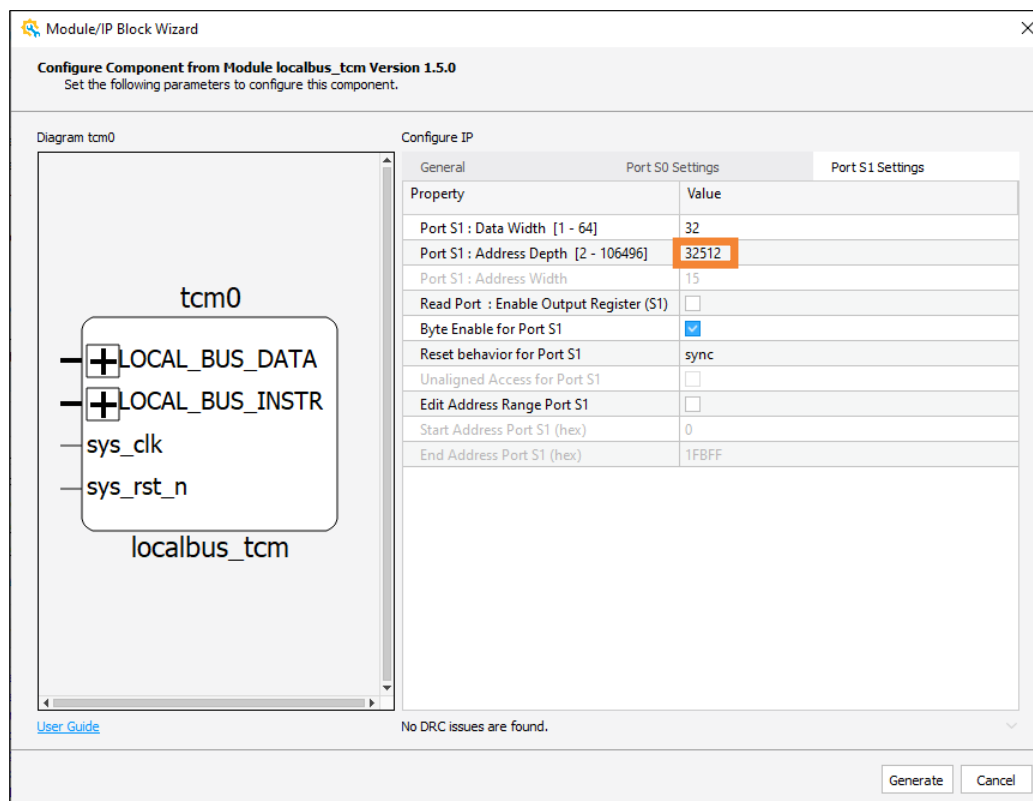 Module/IP Block Wizard
Configure Component from Module localbus_tcm Version 1.5.0
Set the following parameters to configure this component.
Diagram tcm0
tcm0
LOCAL_BUS_DATA
LOCAL_BUS_INSTR
sys_clk
sys_rst_n
localbus_tcm
User Guide
Configure IP
General Port S0 Settings Port S1 Settings
Property Value
Port S1 : Data Width [1 - 64] 32
Port S1 : Address Depth [2 - 106496] 32512
Port S1 : Address Width 15
Read Port : Enable Output Register (S1)
Byte Enable for Port S1
Reset behavior for Port S1 sync
Unaligned Access for Port S1
Edit Address Range Port S1
Start Address Port S1 (hex) 0
End Address Port S1 (hex) 1FBFF
No DRC issues are found.
Generate Cancel